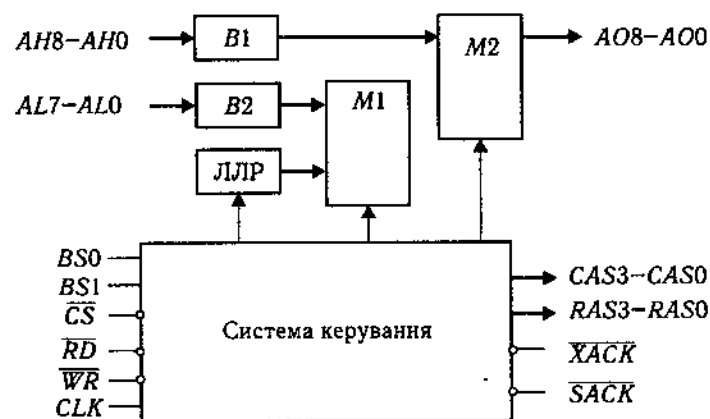 AH8–AH0
B1
M2
AO8–AO0
AL7–AL0
B2
M1
ЛЛР
BS0
BS1
CS
RD
WR
CLK
Система керування
CAS3–CAS0
RAS3–RAS0
XACK
SACK